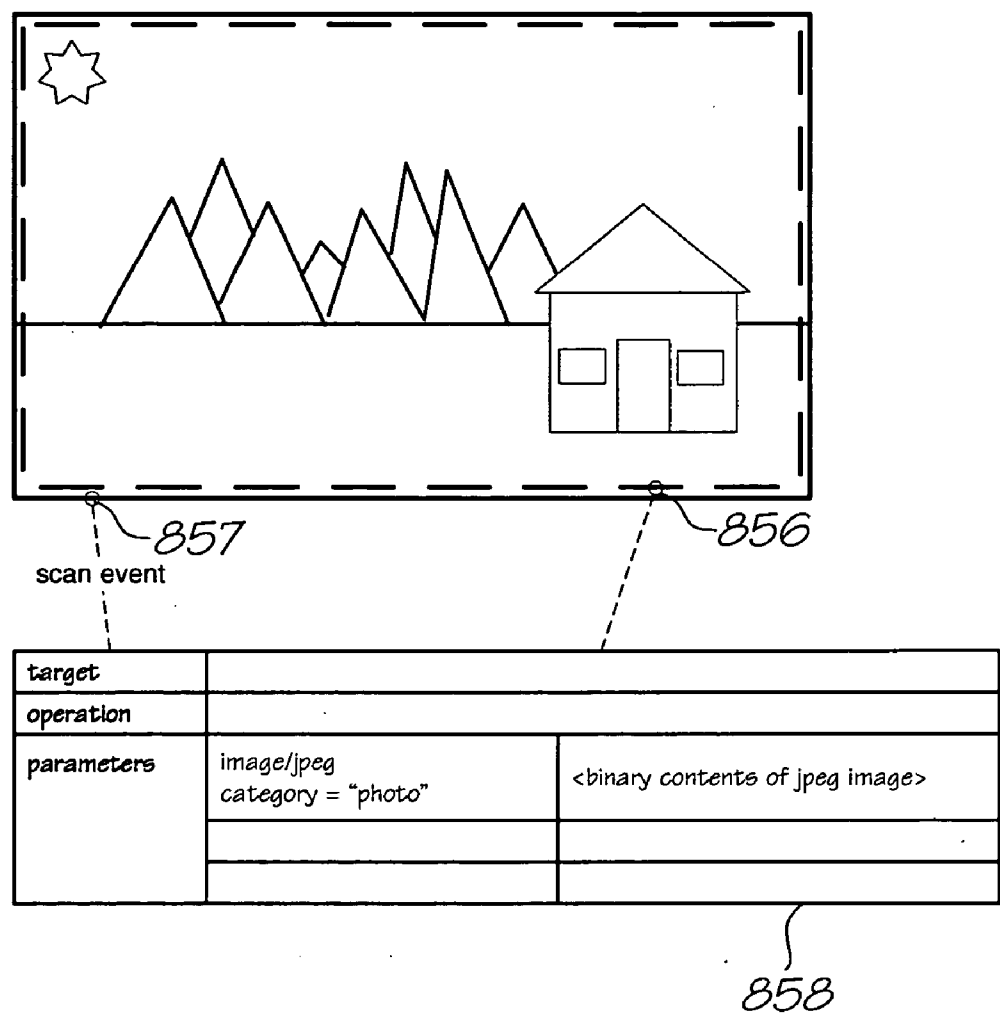 857
856
scan event
target
operation
parameters
image/jpeg
category = “photo”
<binary contents of jpeg image>
858